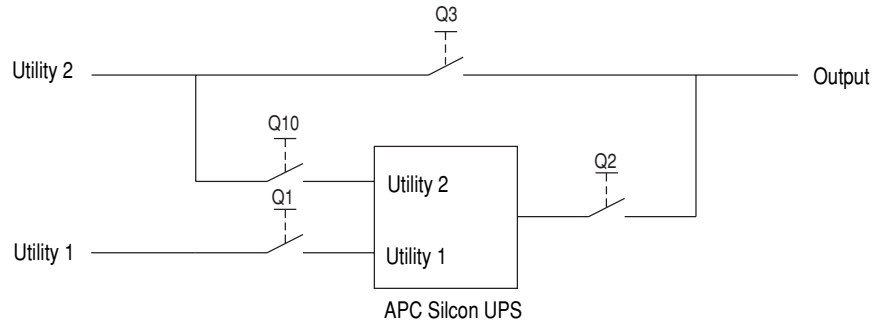 Q3
Utility 2
Output
Q10
Q2
Utility 2
Q1
Utility 1
Utility 1
APC Silcon UPS